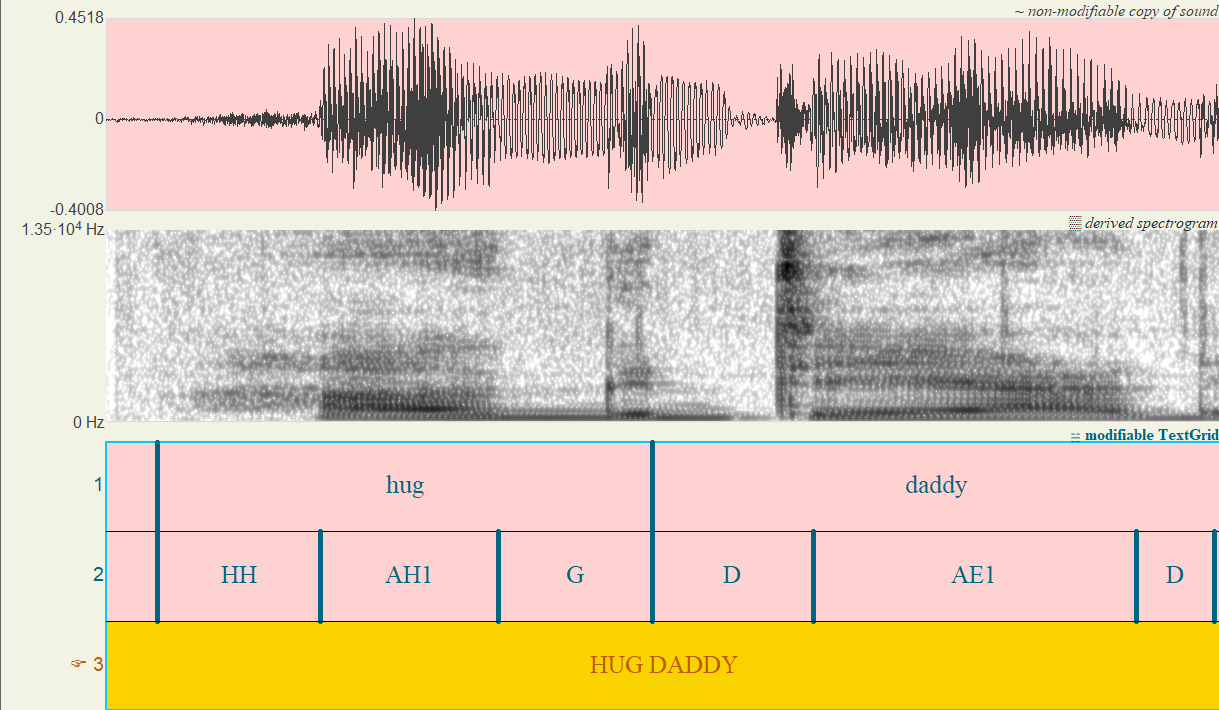 0.4518
~ non-modifiable copy of sound
0
-0.4008
1.35·10⁴ Hz
derived spectrogram
0 Hz
modifiable TextGrid
1 hug daddy
2 HH AH1 G D AE1 D
☞ 3 HUG DADDY